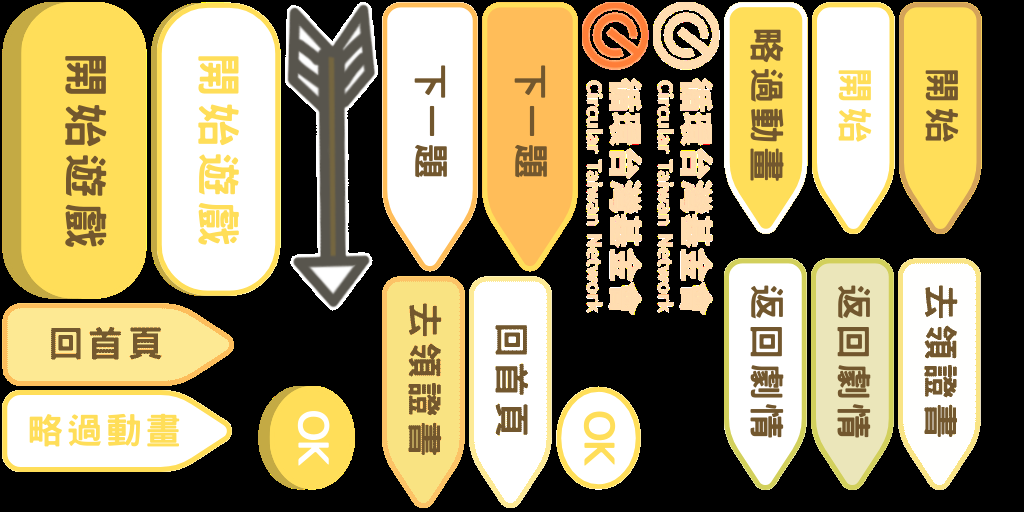 開始遊戲
開始遊戲
下一題
下一題
循環台灣基金會
Circular Taiwan Network
循環台灣基金會
Circular Taiwan Network
略過動畫
開始
開始
回首頁
略過動畫
OK
去領證書
回首頁
OK
返回劇情
返回劇情
去領證書